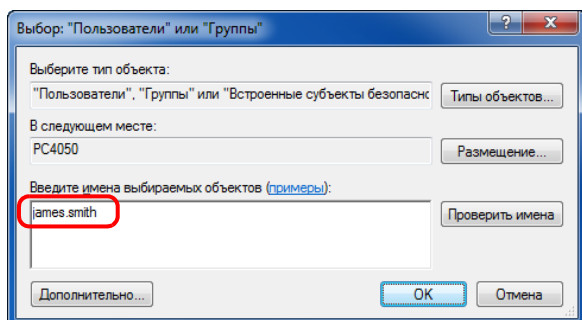 Выбор: "Пользователи" или "Группы"
Выберите тип объекта:
"Пользователи", "Группы" или "Встроенные субъекты безопасно
Типы объектов...
В следующем месте:
PC4050
Размещение...
Введите имена выбираемых объектов (примеры):
james.smith
Проверить имена
Дополнительно...
OK
Отмена